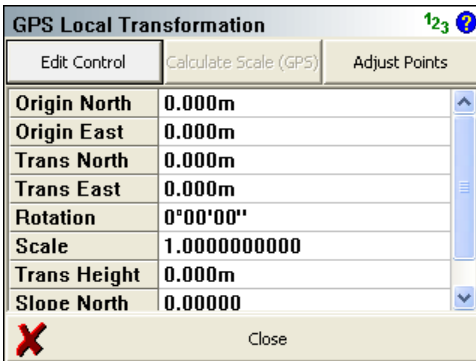 GPS Local Transformation 123 ?
Edit Control Calculate Scale (GPS) Adjust Points
Origin North 0.000m
Origin East 0.000m
Trans North 0.000m
Trans East 0.000m
Rotation 0°00'00"
Scale 1.0000000000
Trans Height 0.000m
Slope North 0.00000
Close